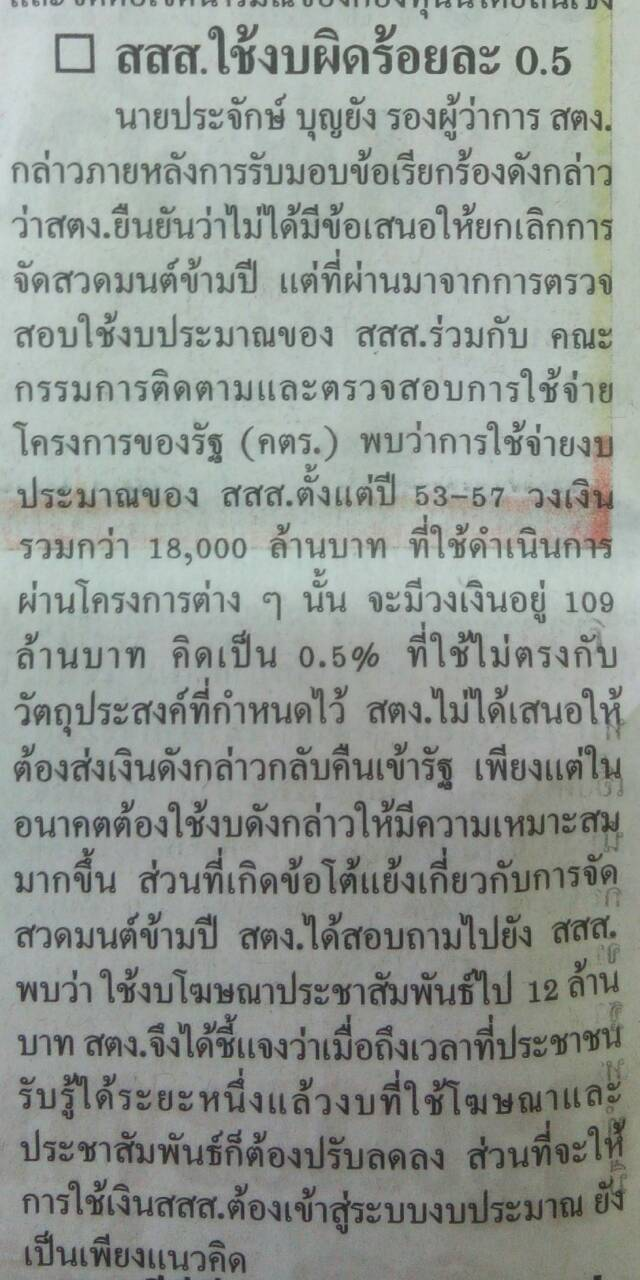 □ สสส.ใช้งบผิดร้อยละ 0.5
นายประจักษ์ บุญยัง รองผู้ว่าการ สตง.
กล่าวภายหลังการรับมอบข้อเรียกร้องดังกล่าว
ว่าสตง.ยืนยันว่าไม่ได้มีข้อเสนอให้ยกเลิกการ
จัดสวดมนต์ข้ามปี แต่ที่ผ่านมาจากการตรวจ
สอบใช้งบประมาณของ สสส.ร่วมกับ คณะ
กรรมการติดตามและตรวจสอบการใช้จ่าย
โครงการของรัฐ (คตร.) พบว่าการใช้จ่ายงบ
ประมาณของ สสส.ตั้งแต่ปี 53-57 วงเงิน
รวมกว่า 18,000 ล้านบาท ที่ใช้ดำเนินการ
ผ่านโครงการต่าง ๆ นั้น จะมีวงเงินอยู่ 109
ล้านบาท คิดเป็น 0.5% ที่ใช้ไม่ตรงกับ
วัตถุประสงค์ที่กำหนดไว้ สตง.ไม่ได้เสนอให้
ต้องส่งเงินดังกล่าวกลับคืนเข้ารัฐ เพียงแต่ใน
อนาคตต้องใช้งบดังกล่าวให้มีความเหมาะสม
มากขึ้น ส่วนที่เกิดข้อโต้แย้งเกี่ยวกับการจัด
สวดมนต์ข้ามปี สตง.ได้สอบถามไปยัง สสส.
พบว่า ใช้งบโฆษณาประชาสัมพันธ์ไป 12 ล้าน
บาท สตง.จึงได้ชี้แจงว่าเมื่อถึงเวลาที่ประชาชน
รับรู้ได้ระยะหนึ่งแล้วงบที่ใช้โฆษณาและ
ประชาสัมพันธ์ก็ต้องปรับลดลง ส่วนที่จะให้
การใช้เงินสสส.ต้องเข้าสู่ระบบงบประมาณ ยัง
เป็นเพียงแนวคิด